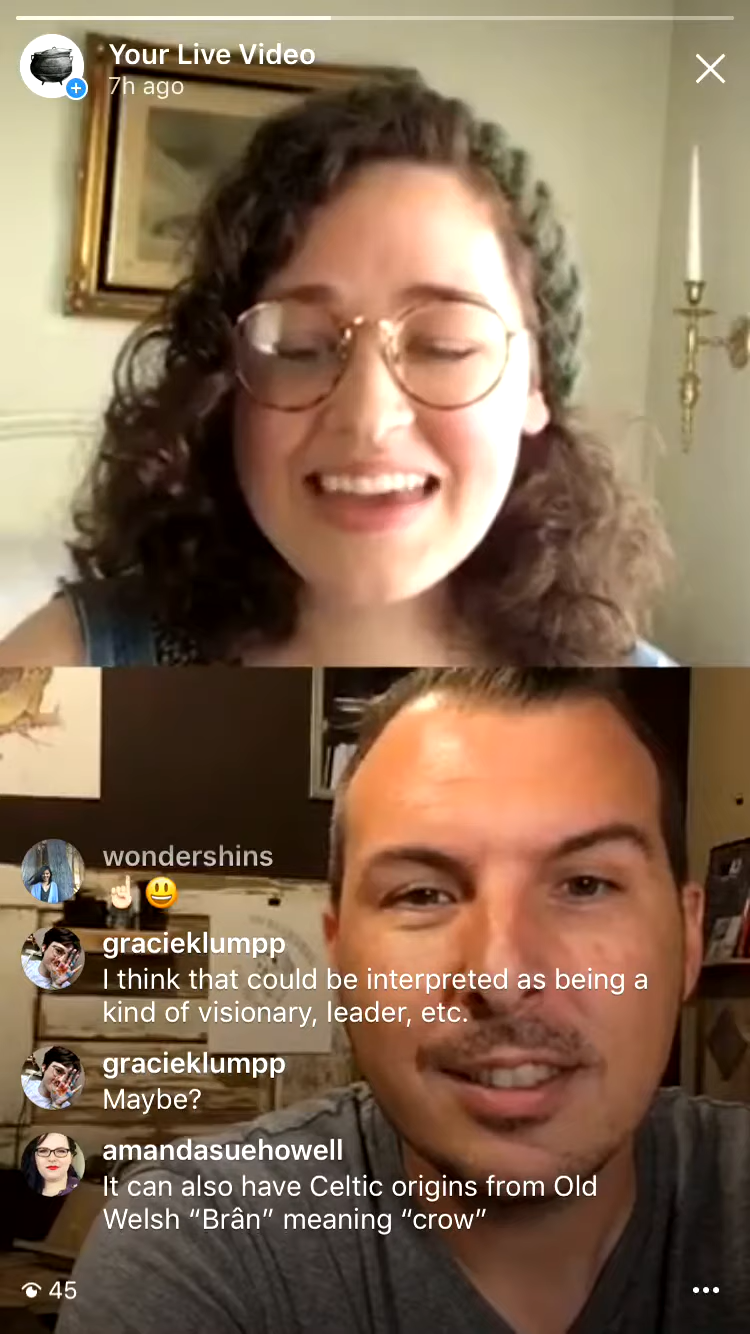 Your Live Video
7h ago
wondershins
☝🏻 😃
gracieklumpp
I think that could be interpreted as being a
kind of visionary, leader, etc.
gracieklumpp
Maybe?
amandasuehowell
It can also have Celtic origins from Old
Welsh “Brân” meaning “crow”
45